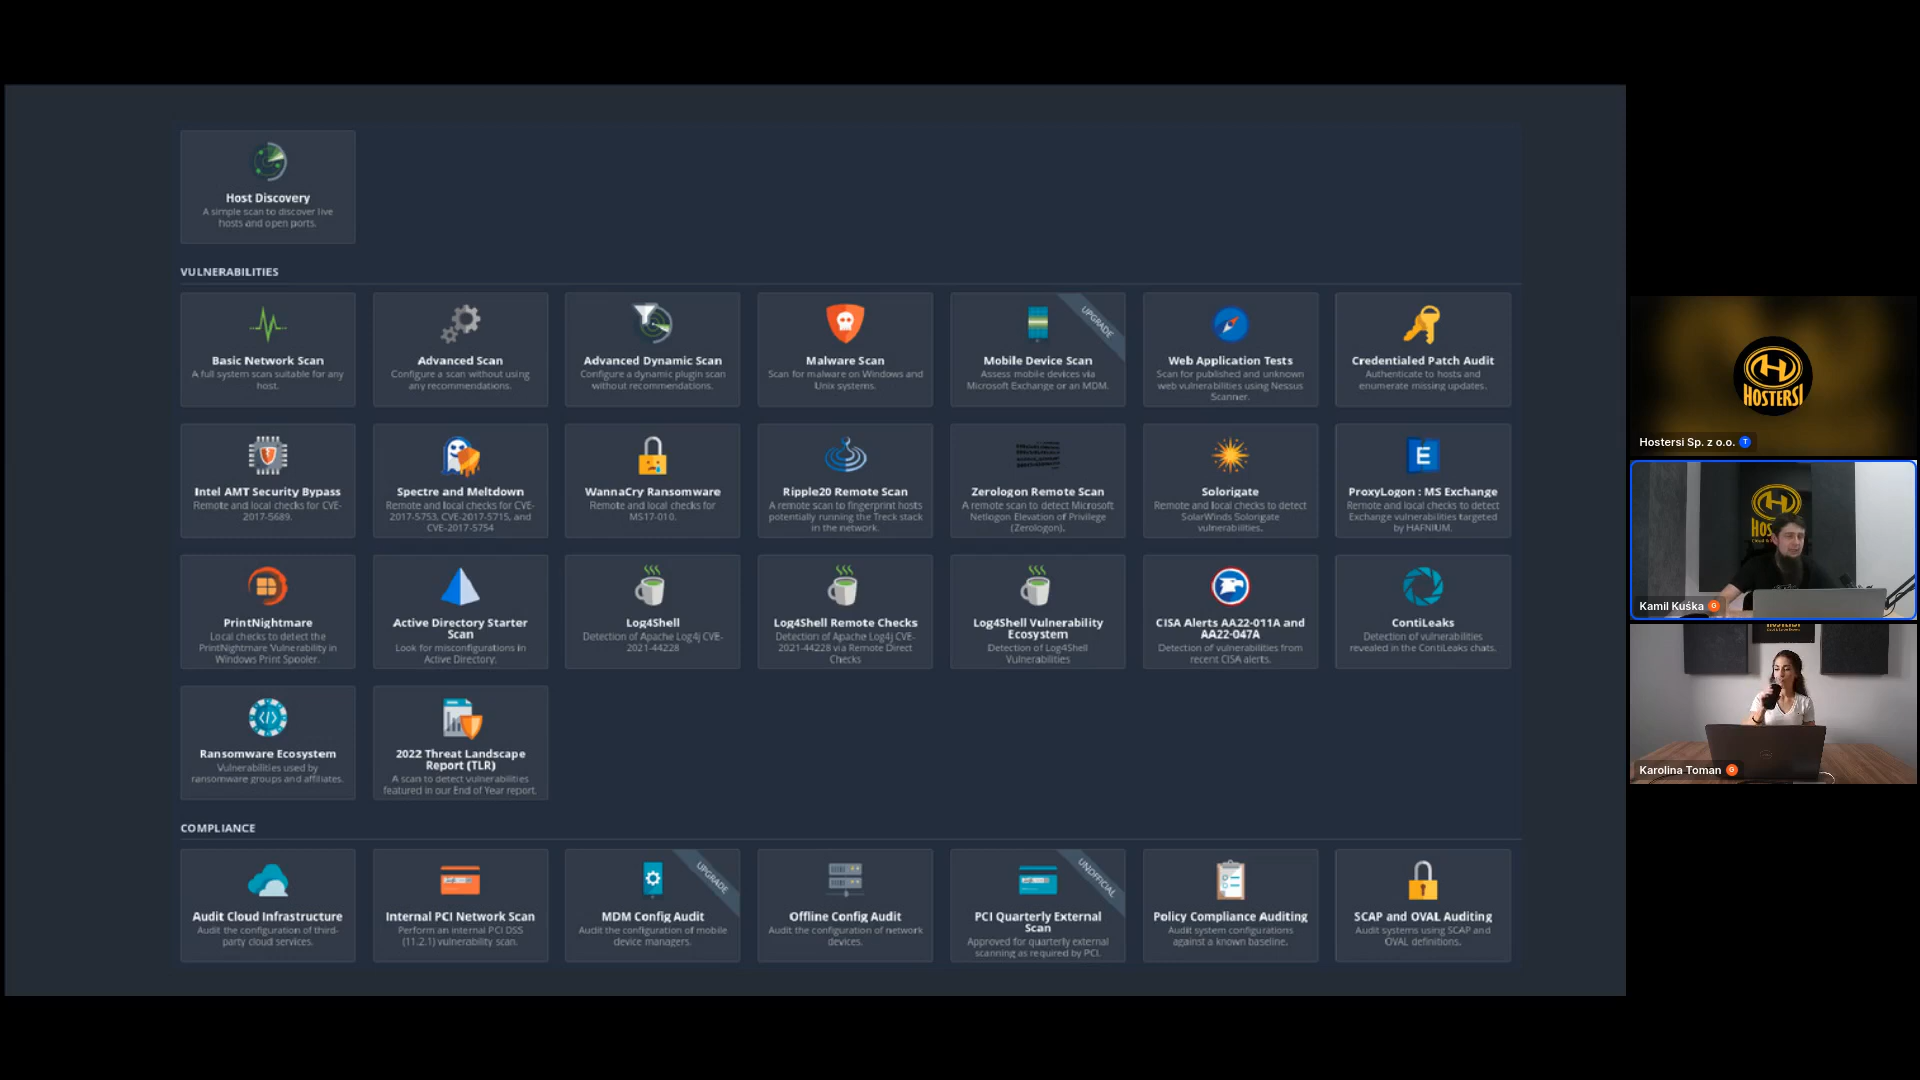 Host Discovery
A simple scan to discover live
hosts and open ports.
VULNERABILITIES
Basic Network Scan
A full system scan suitable for any
host.
Advanced Scan
Configure a scan without using
any recommendations.
Advanced Dynamic Scan
Configure a dynamic plugin scan
without recommendations.
Malware Scan
Scan for malware on Windows and
Unix systems.
UPGRADE
Mobile Device Scan
Assess mobile devices via
Microsoft Exchange or an MDM.
Web Application Tests
Scan for published and unknown
web vulnerabilities using Nessus
Scanner.
Credentialed Patch Audit
Authenticate to hosts and
enumerate missing updates.
Intel AMT Security Bypass
Remote and local checks for CVE-
2017-5689.
Spectre and Meltdown
Remote and local checks for CVE-
2017-5753, CVE-2017-5715, and
CVE-2017-5754
WannaCry Ransomware
Remote and local checks for
MS17-010.
Ripple20 Remote Scan
A remote scan to fingerprint hosts
potentially running the Treck stack
in the network.
Zerologon Remote Scan
A remote scan to detect Microsoft
Netlogon Elevation of Privilege
(Zerologon).
Solorigate
Remote and local checks to detect
SolarWinds Solorigate
vulnerabilities.
E
ProxyLogon : MS Exchange
Remote and local checks to detect
Exchange vulnerabilities targeted
by HAFNIUM.
PrintNightmare
Local checks to detect the
PrintNightmare Vulnerability in
Windows Print Spooler.
Active Directory Starter
Scan
Look for misconfigurations in
Active Directory.
Log4Shell
Detection of Apache Log4j CVE-
2021-44228
Log4Shell Remote Checks
Detection of Apache Log4j CVE-
2021-44228 via Remote Direct
Checks
Log4Shell Vulnerability
Ecosystem
Detection of Log4Shell
Vulnerabilities
CISA Alerts AA22-011A and
AA22-047A
Detection of vulnerabilities from
recent CISA alerts.
ContiLeaks
Detection of vulnerabilities
revealed in the ContiLeaks chats.
</>
Ransomware Ecosystem
Vulnerabilities used by
ransomware groups and affiliates.
2022 Threat Landscape
Report (TLR)
A scan to detect vulnerabilities
featured in our End of Year report.
COMPLIANCE
Audit Cloud Infrastructure
Audit the configuration of third-
party cloud services.
Internal PCI Network Scan
Perform an internal PCI DSS
(11.2.1) vulnerability scan.
UPGRADE
MDM Config Audit
Audit the configuration of mobile
device managers.
Offline Config Audit
Audit the configuration of network
devices.
UNOFFICIAL
PCI Quarterly External
Scan
Approved for quarterly external
scanning as required by PCI.
Policy Compliance Auditing
Audit system configurations
against a known baseline.
SCAP and OVAL Auditing
Audit systems using SCAP and
OVAL definitions.
HOSTERSI
Hostersi Sp. z o.o. T
Kamil Kuśka G
HOSTERSI
Karolina Toman G